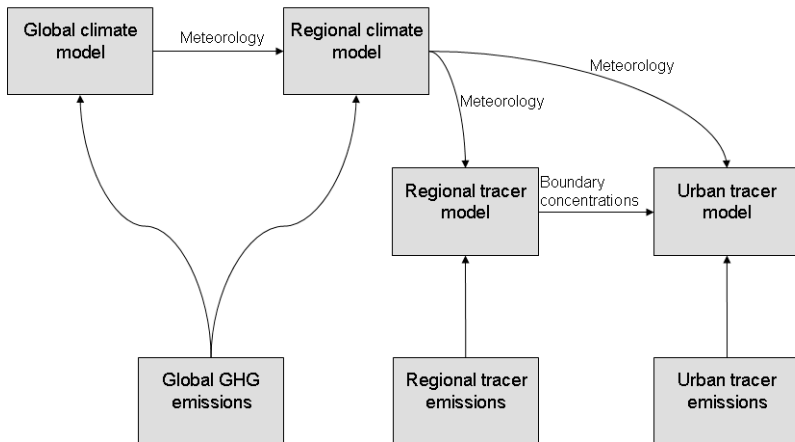 Global climate
model
Meteorology
Regional climate
model
Meteorology
Meteorology
Regional tracer
model
Boundary
concentrations
Urban tracer
model
Global GHG
emissions
Regional tracer
emissions
Urban tracer
emissions